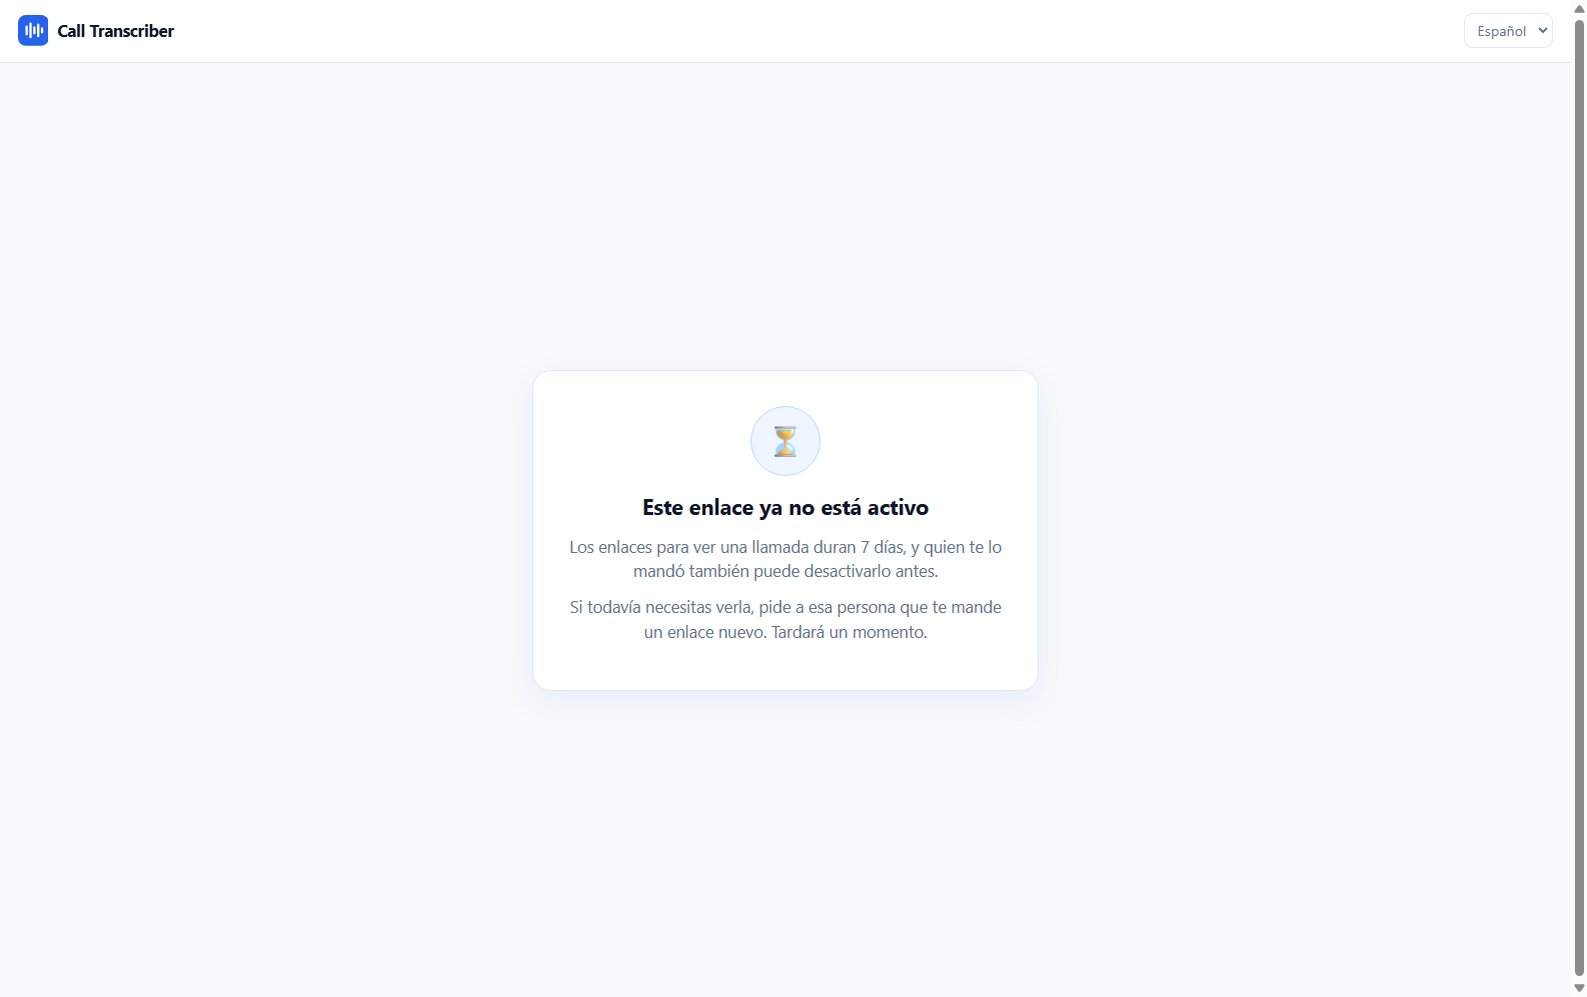 Call Transcriber
Español
Este enlace ya no está activo
Los enlaces para ver una llamada duran 7 días, y quien te lo
mandó también puede desactivarlo antes.
Si todavía necesitas verla, pide a esa persona que te mande
un enlace nuevo. Tardará un momento.